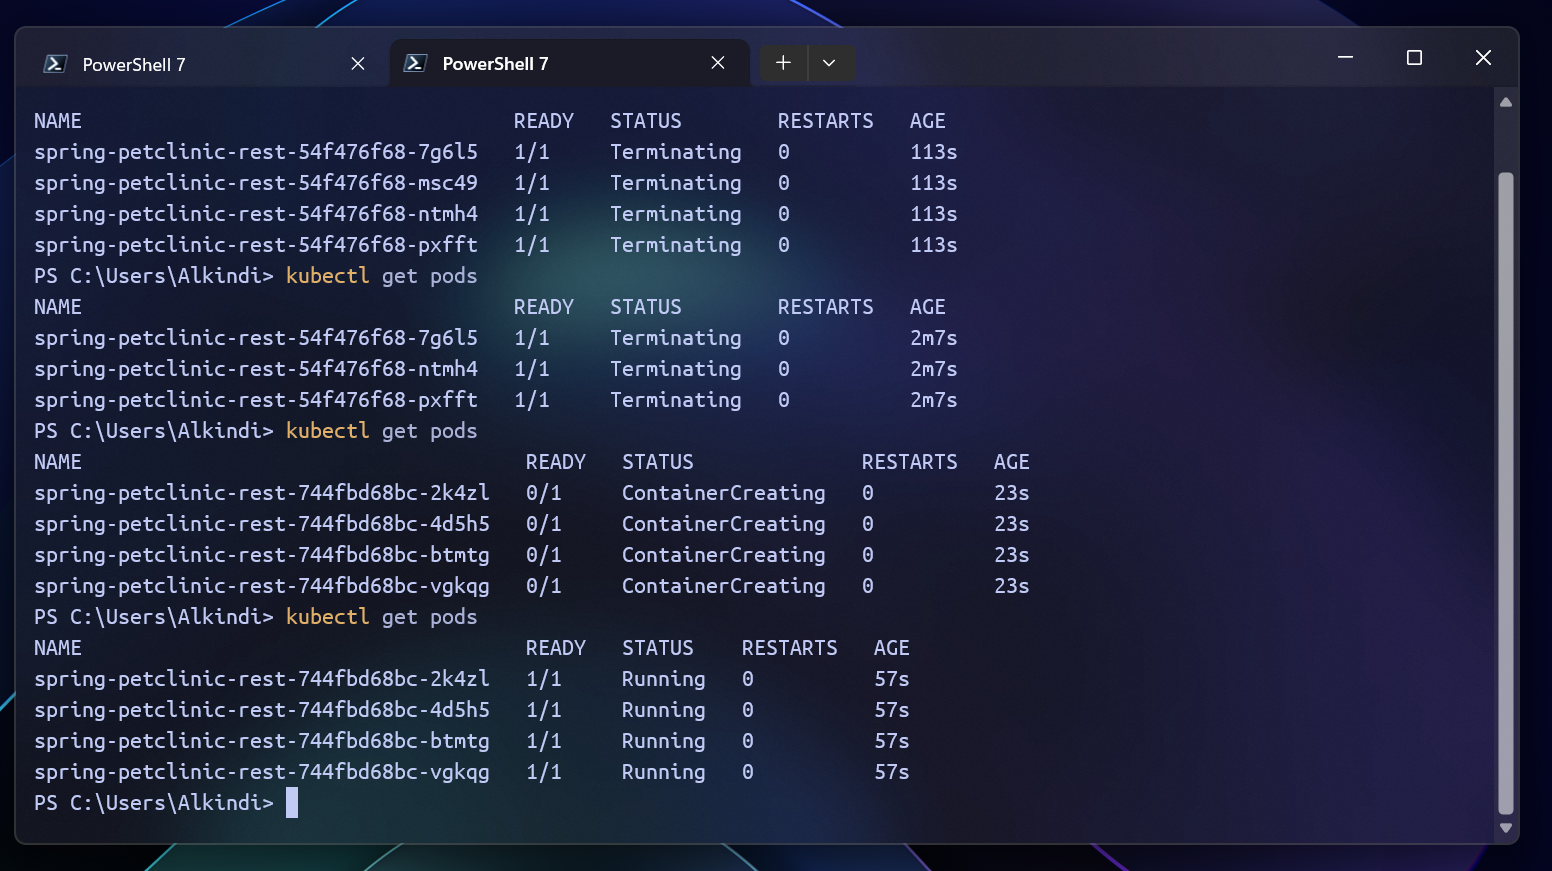 PowerShell 7
PowerShell 7
NAME READY STATUS RESTARTS AGE
spring-petclinic-rest-54f476f68-7g6l5 1/1 Terminating 0 113s
spring-petclinic-rest-54f476f68-msc49 1/1 Terminating 0 113s
spring-petclinic-rest-54f476f68-ntmh4 1/1 Terminating 0 113s
spring-petclinic-rest-54f476f68-pxfft 1/1 Terminating 0 113s
PS C:\Users\Alkindi> kubectl get pods
NAME READY STATUS RESTARTS AGE
spring-petclinic-rest-54f476f68-7g6l5 1/1 Terminating 0 2m7s
spring-petclinic-rest-54f476f68-ntmh4 1/1 Terminating 0 2m7s
spring-petclinic-rest-54f476f68-pxfft 1/1 Terminating 0 2m7s
PS C:\Users\Alkindi> kubectl get pods
NAME READY STATUS RESTARTS AGE
spring-petclinic-rest-744fbd68bc-2k4zl 0/1 ContainerCreating 0 23s
spring-petclinic-rest-744fbd68bc-4d5h5 0/1 ContainerCreating 0 23s
spring-petclinic-rest-744fbd68bc-btmtg 0/1 ContainerCreating 0 23s
spring-petclinic-rest-744fbd68bc-vgkqg 0/1 ContainerCreating 0 23s
PS C:\Users\Alkindi> kubectl get pods
NAME READY STATUS RESTARTS AGE
spring-petclinic-rest-744fbd68bc-2k4zl 1/1 Running 0 57s
spring-petclinic-rest-744fbd68bc-4d5h5 1/1 Running 0 57s
spring-petclinic-rest-744fbd68bc-btmtg 1/1 Running 0 57s
spring-petclinic-rest-744fbd68bc-vgkqg 1/1 Running 0 57s
PS C:\Users\Alkindi>